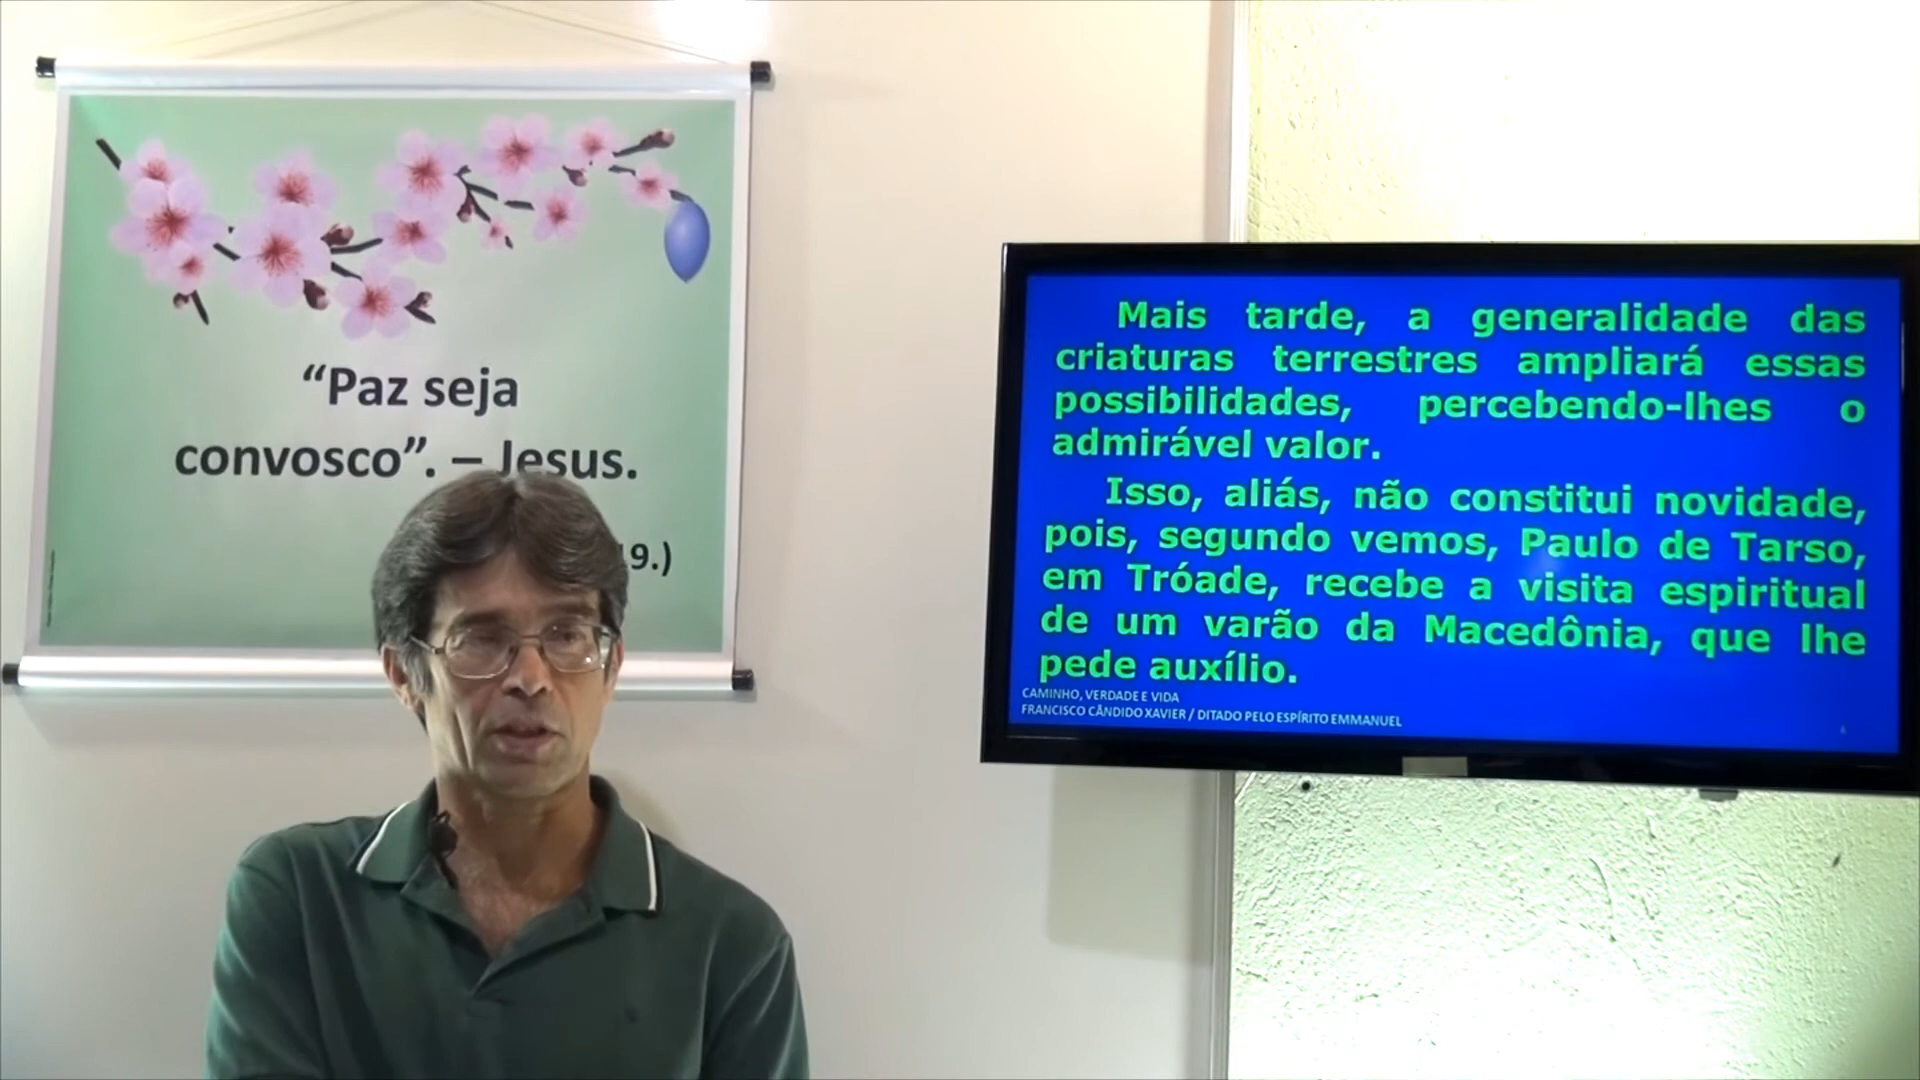 “Paz seja
convosco”. – Jesus.
19.)
Mais tarde, a generalidade das
criaturas terrestres ampliará essas
possibilidades, percebendo-lhes o
admirável valor.
Isso, aliás, não constitui novidade,
pois, segundo vemos, Paulo de Tarso,
em Tróade, recebe a visita espiritual
de um varão da Macedônia, que lhe
pede auxílio.
CAMINHO, VERDADE E VIDA
FRANCISCO CÂNDIDO XAVIER / DITADO PELO ESPÍRITO EMMANUEL